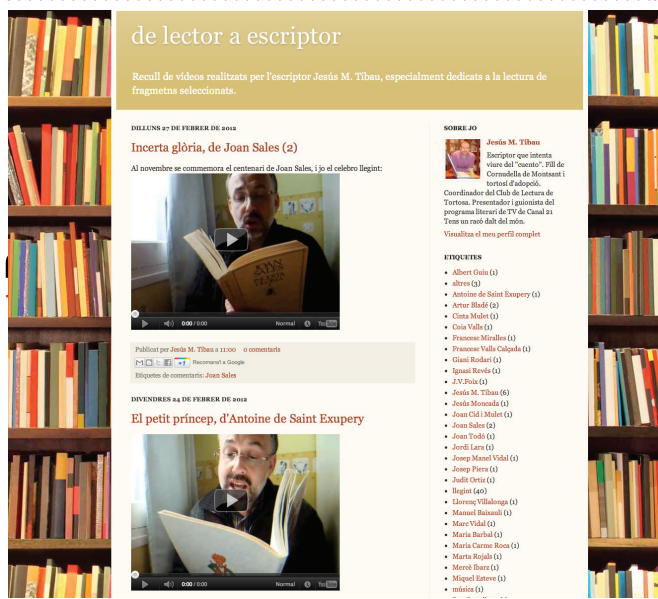 de lector a escriptor
Recull de vídeos realitzats per l'escriptor Jesús M. Tibau, especialment dedicats a la lectura de
fragmetns seleccionats.
DILLUNS 27 DE FEBRER DE 2012
Incerta glòria, de Joan Sales (2)
Al novembre se commemora el centenari de Joan Sales, i jo el celebro llegint:
JOAN
SALES
0:00 / 0:00 Normal YouTube
Publicat per Jesús M. Tibau a 11:00 0 comentaris
+1 Recomana'l a Google
Etiquetes de comentaris: Joan Sales
DIVENDRES 24 DE FEBRER DE 2012
El petit príncep, d'Antoine de Saint Exupery
0:00 / 0:00 Normal YouTube
SOBRE JO
Jesús M. Tibau
Escriptor que intenta
viure del "cuento". Fill de
Cornudella de Montsant i
tortosí d'adopció.
Coordinador del Club de Lectura de
Tortosa. Presentador i guionista del
programa literari de TV de Canal 21
Tens un racó dalt del món.
Visualitza el meu perfil complet
ETIQUETES
Albert Guiu (1)
altres (3)
Antoine de Saint Exupery (1)
Artur Bladé (2)
Cinta Mulet (1)
Coia Valls (1)
Francesc Miralles (1)
Francesc Valls Calçada (1)
Giani Rodari (1)
Ignasi Revés (1)
J.V.Foix (1)
Jesús M. Tibau (6)
Jesús Moncada (1)
Joan Cid i Mulet (1)
Joan Sales (2)
Joan Todó (1)
Jordi Lara (1)
Josep Manel Vidal (1)
Josep Piera (1)
Judit Ortiz (1)
llegint (40)
Llorenç Villalonga (1)
Manuel Baixauli (1)
Marc Vidal (1)
Maria Barbal (1)
Maria Carme Roca (1)
Marta Rojals (1)
Mercè Ibarz (1)
Miquel Esteve (1)
música (1)